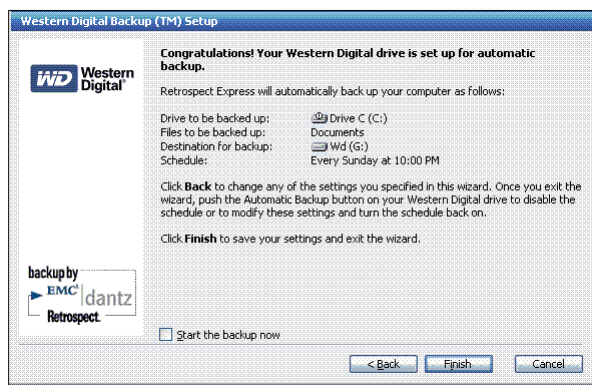 Western Digital Backup (TM) Setup
WD Western
Digital®
Congratulations! Your Western Digital drive is set up for automatic
backup.
Retrospect Express will automatically back up your computer as follows:
Drive to be backed up: Drive C (C:)
Files to be backed up: Documents
Destination for backup: Wd (G:)
Schedule: Every Sunday at 10:00 PM
Click Back to change any of the settings you specified in this wizard. Once you exit the
wizard, push the Automatic Backup button on your Western Digital drive to disable the
schedule or to modify these settings and turn the schedule back on.
Click Finish to save your settings and exit the wizard.
backup by
EMC² dantz
Retrospect.
Start the backup now
< Back Finish Cancel